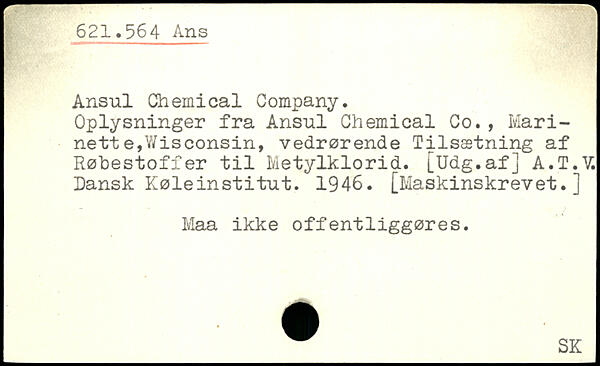 621.564 Ans
Ansul Chemical Company.
Oplysninger fra Ansul Chemical Co., Mari-
nette,Wisconsin, vedrørende Tilsætning af
Røbestoffer til Metylklorid. [Udg.af] A.T.V.
Dansk Køleinstitut. 1946. [Maskinskrevet.]
Maa ikke offentliggøres.
SK